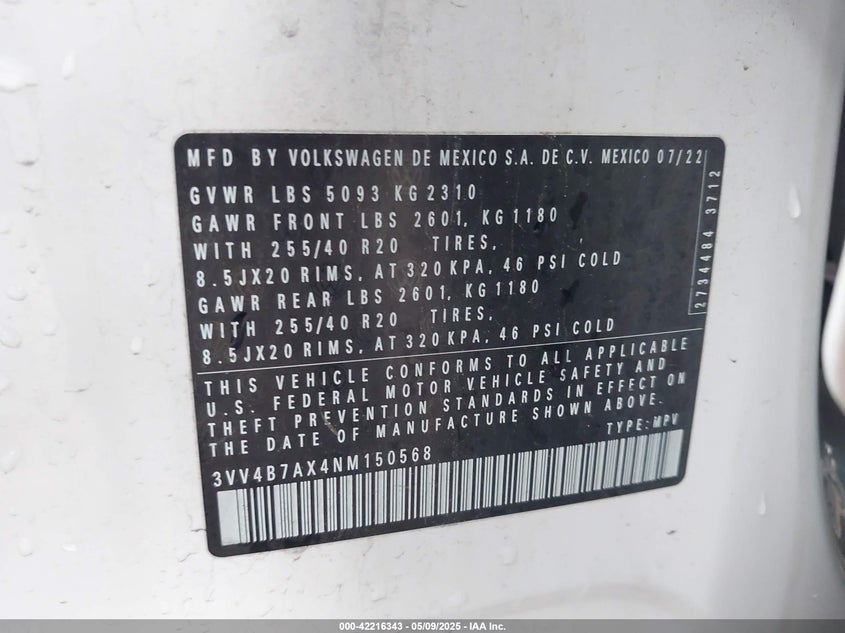 MFD BY VOLKSWAGEN DE MEXICO S.A. DE C.V. MEXICO 07/22
GVWR LBS 5093 KG 2310
GAWR FRONT LBS 2601, KG 1180
WITH 255/40 R20 TIRES,
8.5JX20 RIMS, AT 320 KPA, 46 PSI COLD
GAWR REAR LBS 2601, KG 1180
WITH 255/40 R20 TIRES,
8.5JX20 RIMS, AT 320 KPA, 46 PSI COLD
2734484 3712
THIS VEHICLE CONFORMS TO ALL APPLICABLE
U.S. FEDERAL MOTOR VEHICLE SAFETY AND
THEFT PREVENTION STANDARDS IN EFFECT ON
THE DATE OF MANUFACTURE SHOWN ABOVE.
TYPE: MPV
3VV4B7AX4NM150568
000-42216343 | 05/09/2025 - IAA Inc.